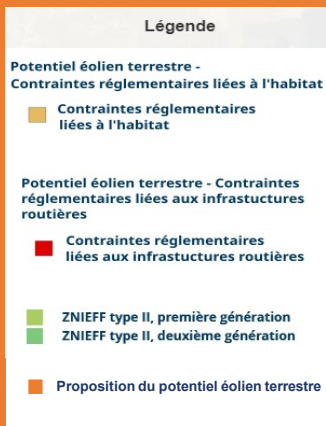 Légende
Potentiel éolien terrestre -
Contraintes réglementaires liées à l'habitat
Contraintes réglementaires
liées à l'habitat
Potentiel éolien terrestre - Contraintes
réglementaires liées aux infrastuctures
routières
Contraintes réglementaires
liées aux infrastuctures routières
ZNIEFF type II, première génération
ZNIEFF type II, deuxième génération
Proposition du potentiel éolien terrestre